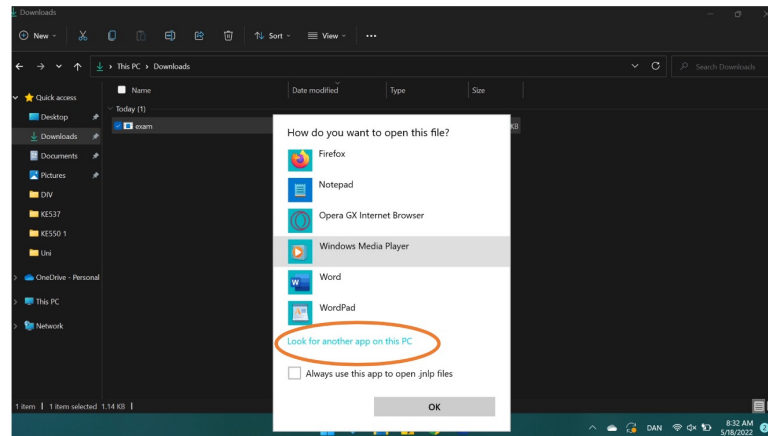 Downloads
New
Sort
View
This PC > Downloads
Search Downloads
Name
Date modified
Type
Size
Quick access
Today (1)
Desktop
exam
KB
Downloads
Documents
Pictures
DIV
KE537
KE550 1
Uni
OneDrive - Personal
This PC
Network
How do you want to open this file?
Firefox
Notepad
Opera GX Internet Browser
Windows Media Player
Word
WordPad
Look for another app on this PC
Always use this app to open .jnlp files
OK
1 item | 1 item selected 1.14 KB |
DAN
8:32 AM
5/18/2022